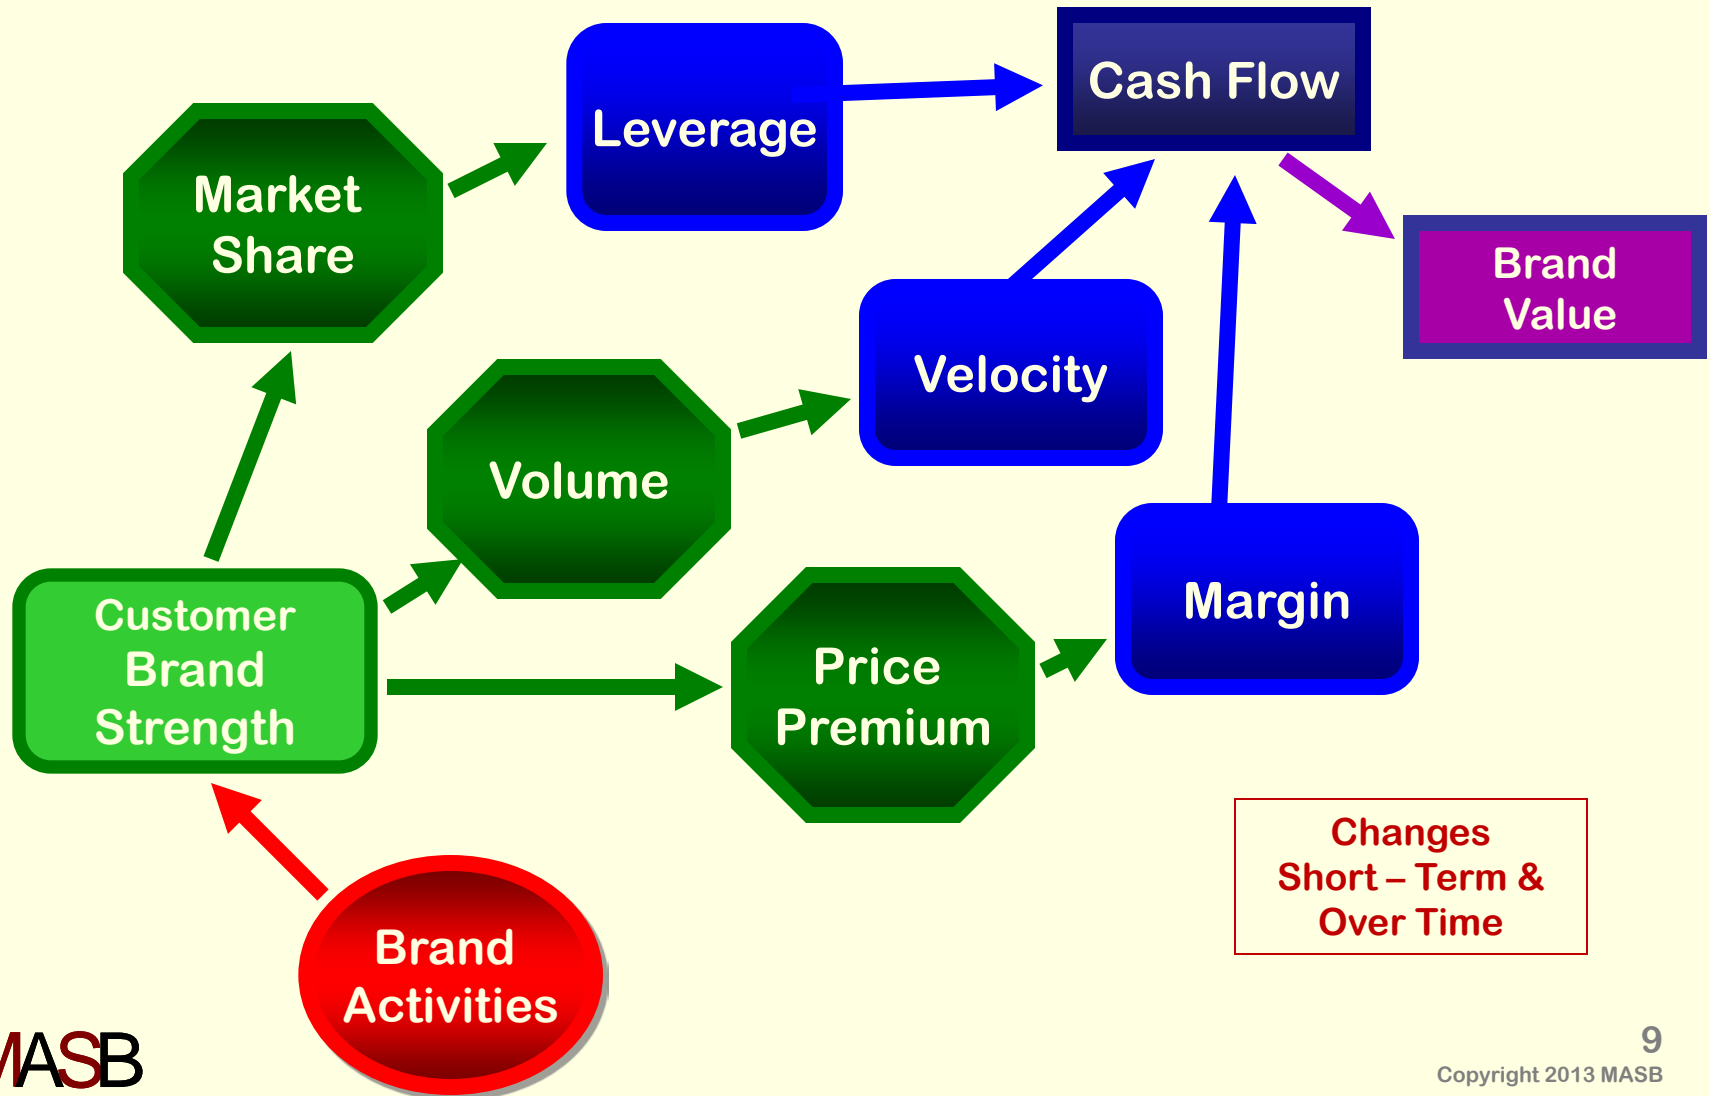 Leverage
Cash Flow
Market
Share
Brand
Value
Velocity
Volume
Margin
Customer
Brand
Strength
Price
Premium
Changes
Short – Term &
Over Time
Brand
Activities
MASB
9
Copyright 2013 MASB